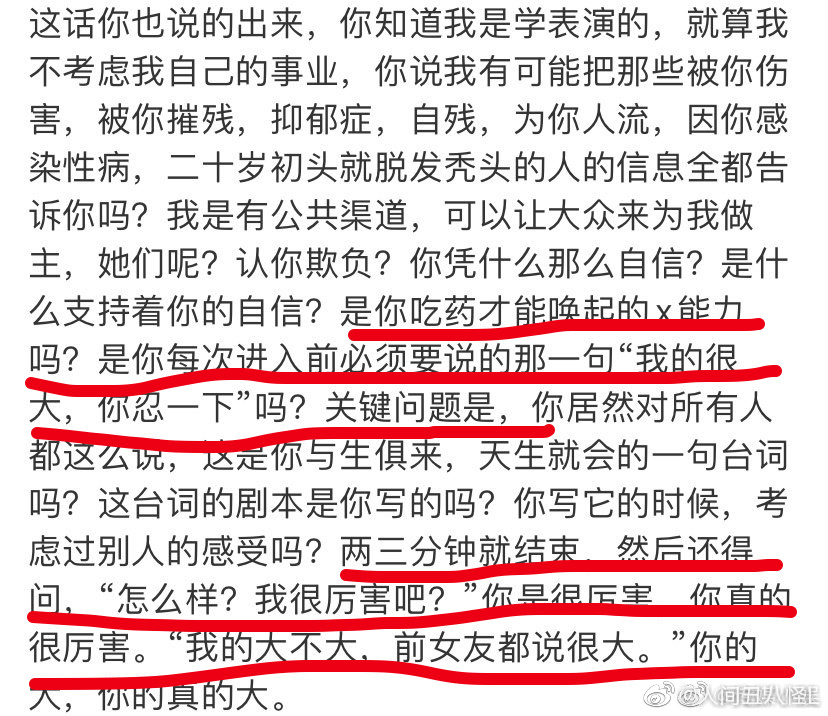 这话你也说的出来，你知道我是学表演的，就算我
不考虑我自己的事业，你说我有可能把那些被你伤
害，被你摧残，抑郁症，自残，为你人流，因你感
染性病，二十岁初头就脱发秃头的人的信息全都告
诉你吗？我是有公共渠道，可以让大众来为我做
主，她们呢？认你欺负？你凭什么那么自信？是什
么支持着你的自信？是你吃药才能唤起的x能力
吗？是你每次进入前必须要说的那一句“我的很
大，你忍一下”吗？关键问题是，你居然对所有人
都这么说，这是你与生俱来，天生就会的一句台词
吗？这台词的剧本是你写的吗？你写它的时候，考
虑过别人的感受吗？两三分钟就结束，然后还得
问，“怎么样？我很厉害吧？”你是很厉害，你真的
很厉害。“我的大不大，前女友都说很大。”你的
大，你的真的大。